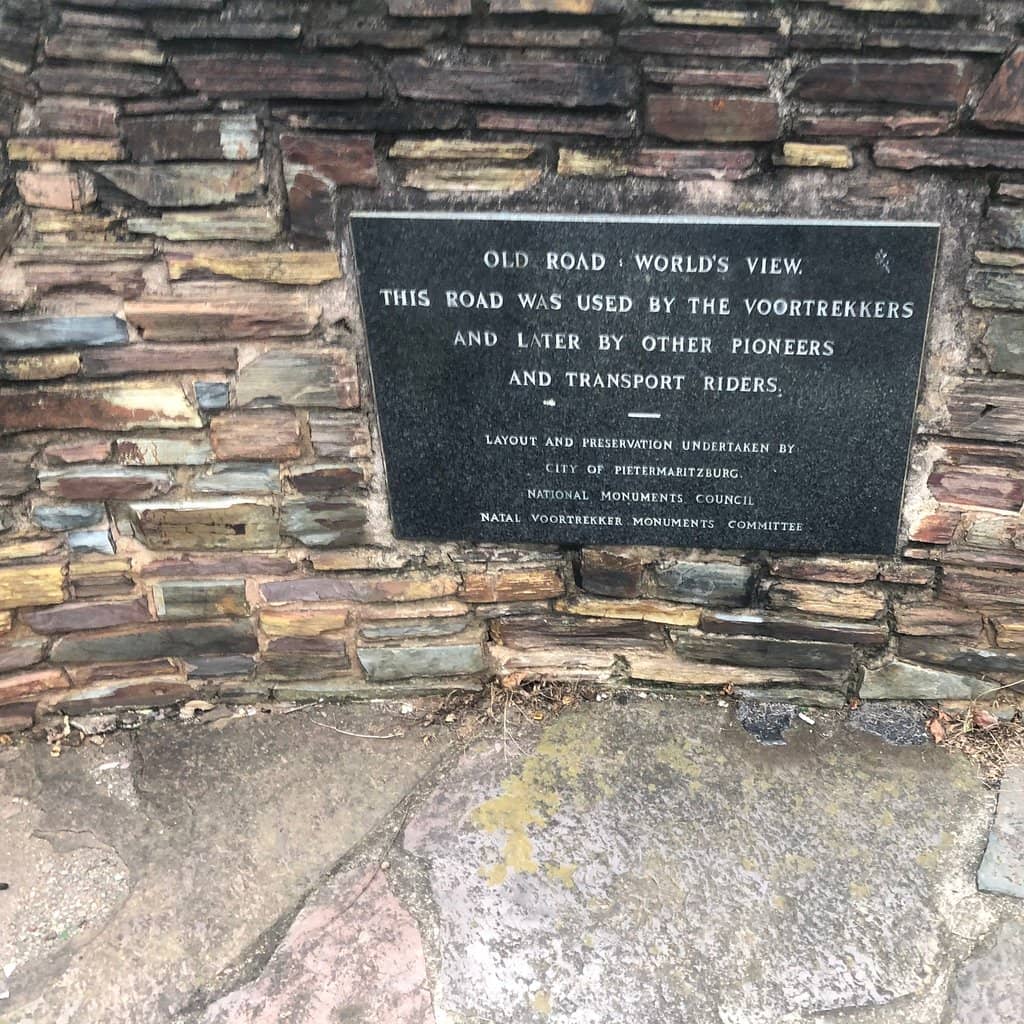 OLD ROAD : WORLD'S VIEW.
THIS ROAD WAS USED BY THE VOORTREKKERS
AND LATER BY OTHER PIONEERS
AND TRANSPORT RIDERS.
LAYOUT AND PRESERVATION UNDERTAKEN BY
CITY OF PIETERMARITZBURG.
NATIONAL MONUMENTS COUNCIL
NATAL VOORTREKKER MONUMENTS COMMITTEE